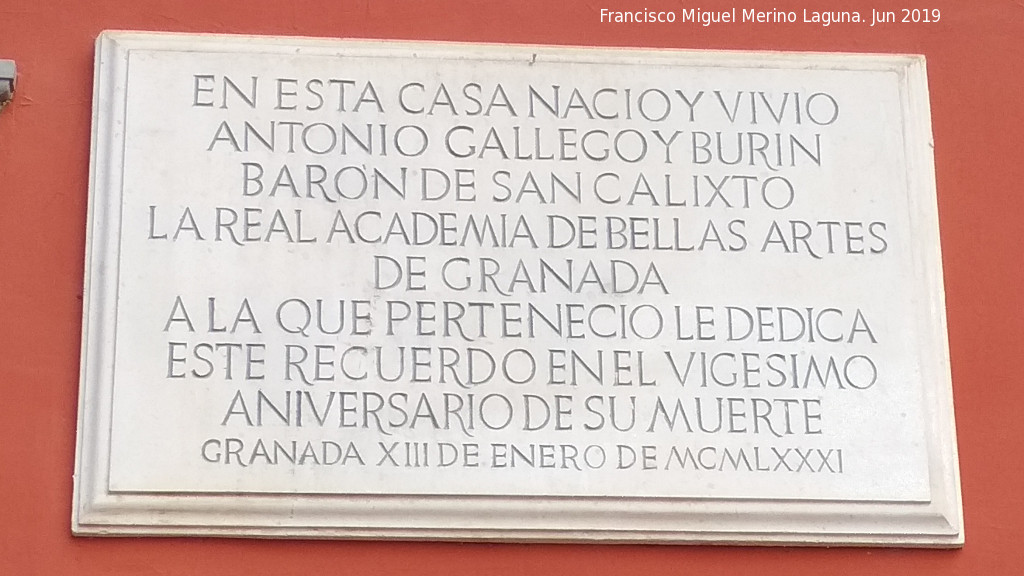 Francisco Miguel Merino Laguna. Jun 2019
EN ESTA CASA NACIO Y VIVIO
ANTONIO GALLEGO Y BURIN
BARON DE SAN CALIXTO
LA REAL ACADEMIA DE BELLAS ARTES
DE GRANADA
A LA QUE PERTENECIO LE DEDICA
ESTE RECUERDO EN EL VIGESIMO
ANIVERSARIO DE SU MUERTE
GRANADA XIII DE ENERO DE MCMLXXXI